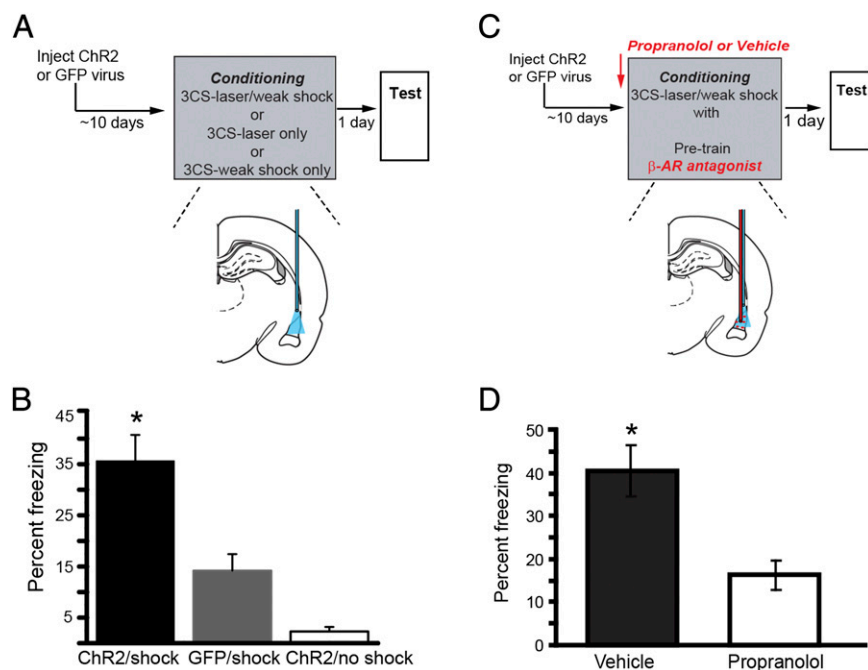 A
Inject ChR2
or GFP virus
~10 days
Conditioning
3CS-laser/weak shock
or
3CS-laser only
or
3CS-weak shock only
1 day
Test
C
Propranolol or Vehicle
Inject ChR2
or GFP virus
~10 days
Conditioning
3CS-laser/weak shock
with
Pre-train
β-AR antagonist
1 day
Test
B
Percent freezing
45
35
25
15
5
*
ChR2/shock
GFP/shock
ChR2/no shock
D
Percent freezing
50
40
30
20
10
0
*
Vehicle
Propranolol